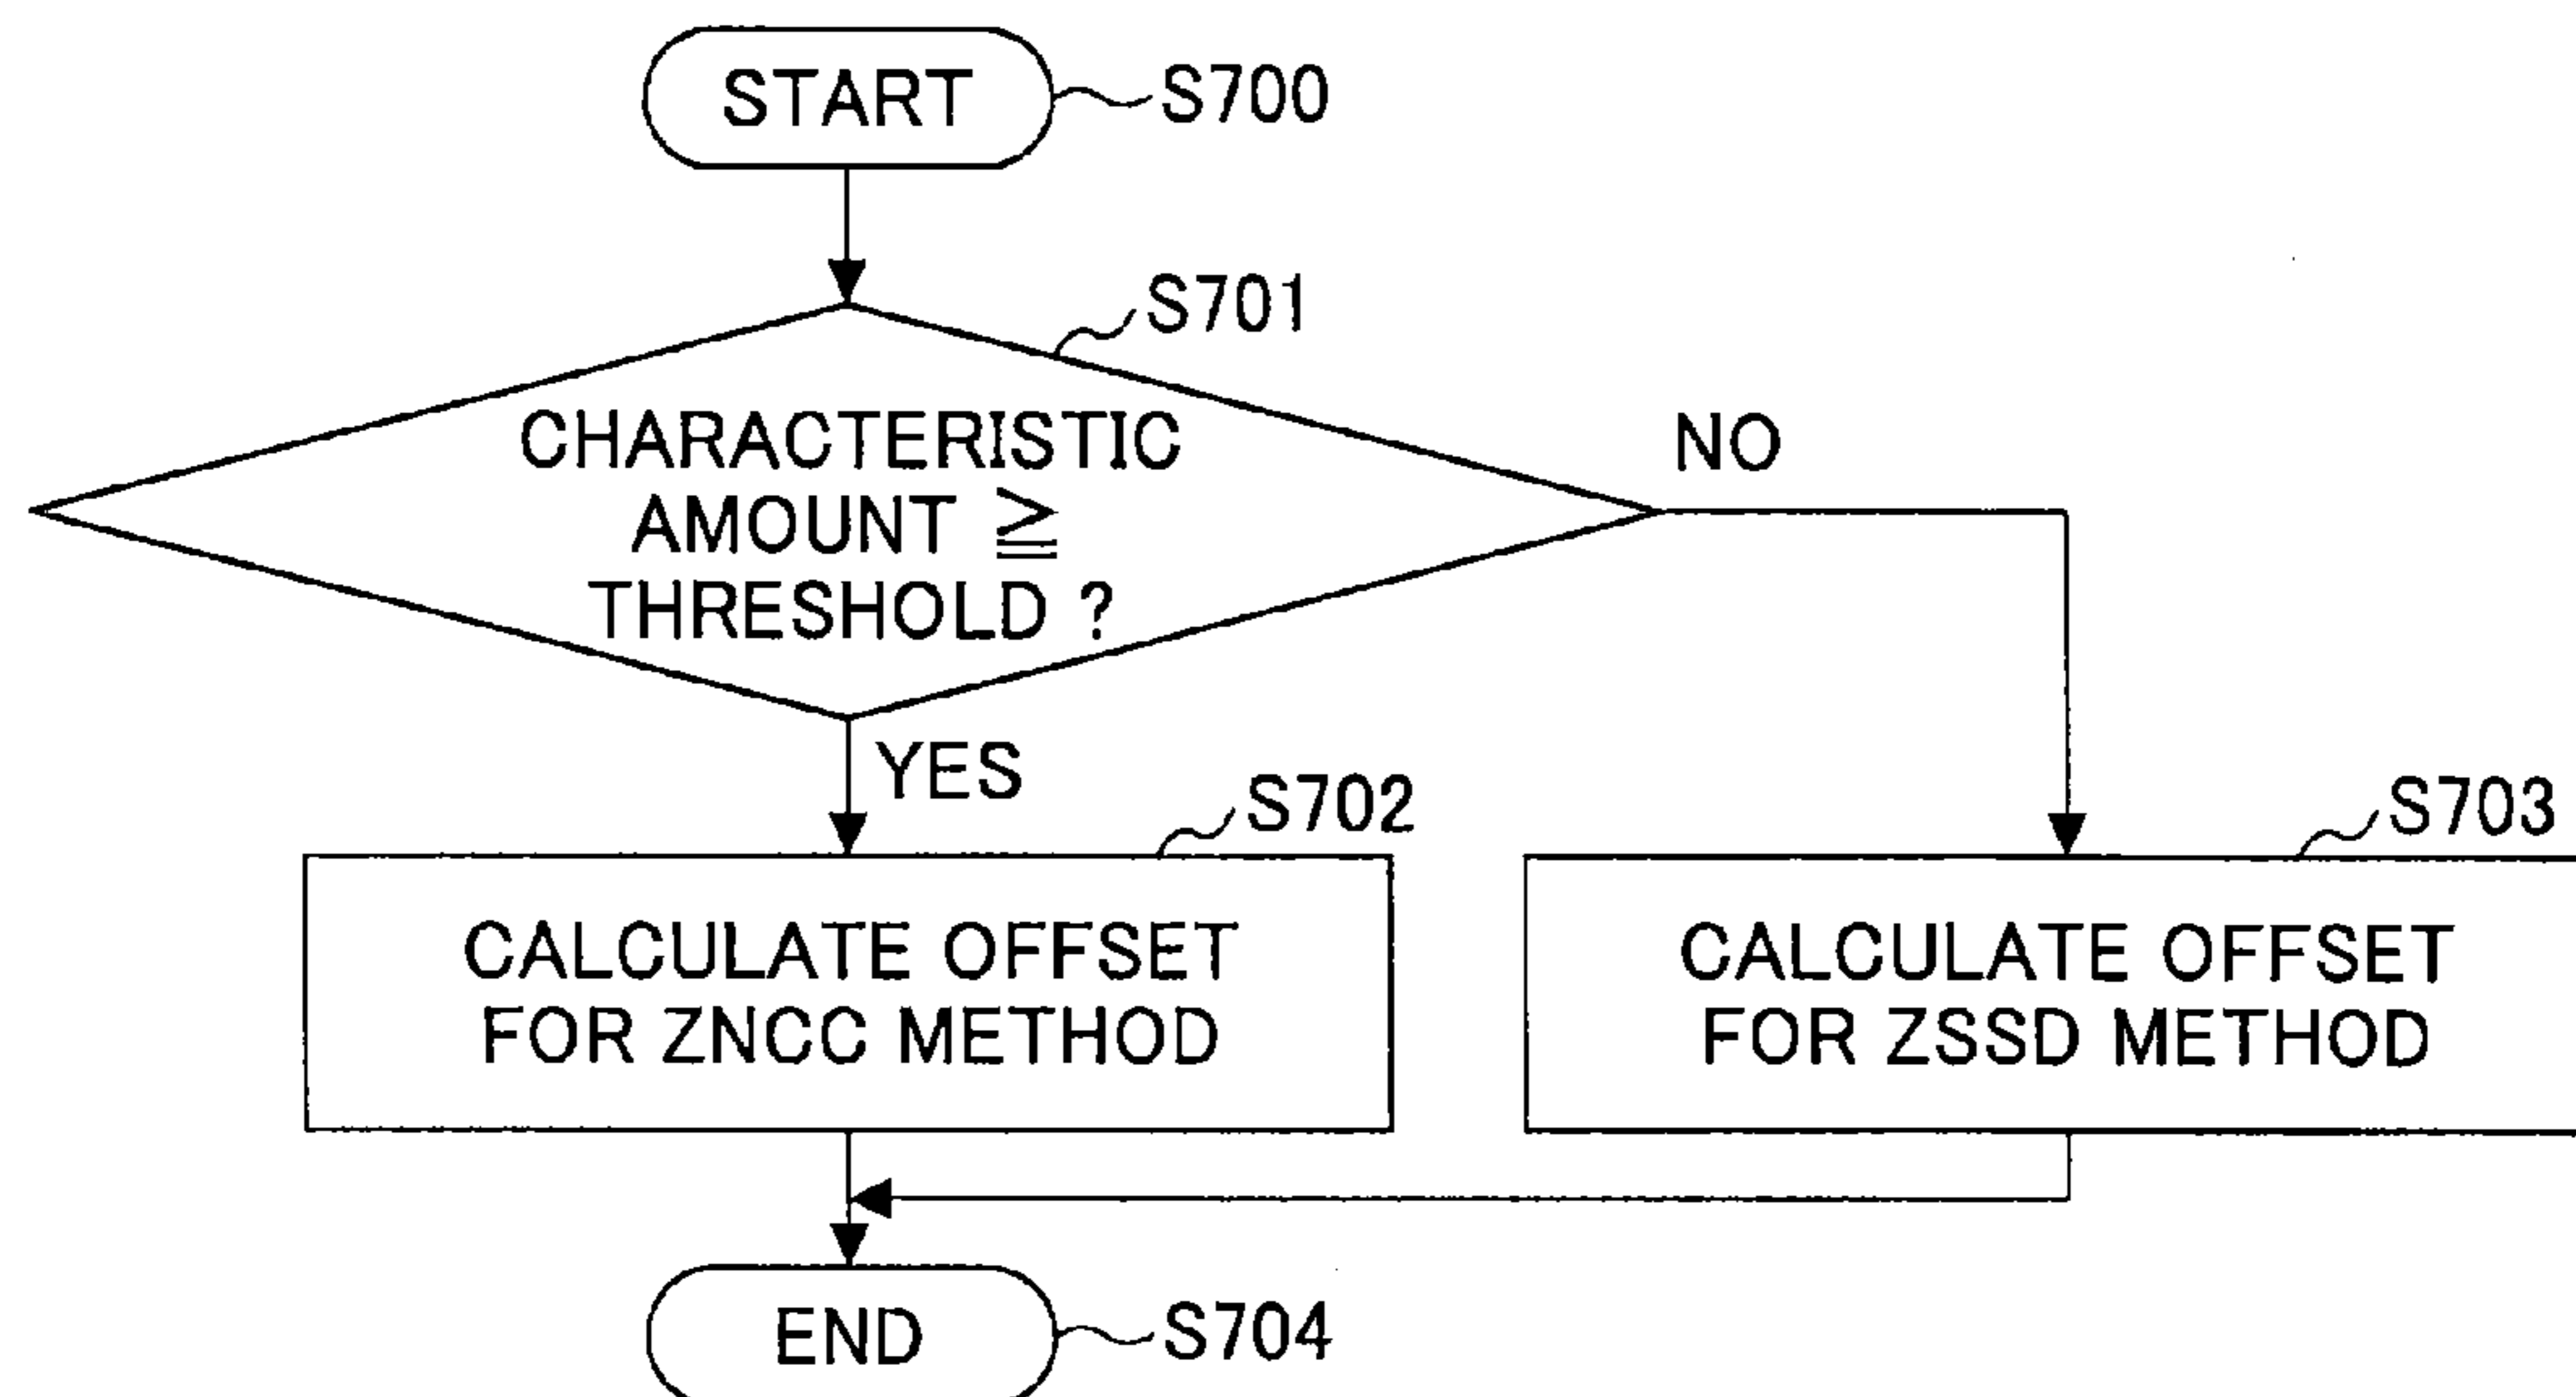 START
S700
S701
CHARACTERISTIC
AMOUNT ≧
THRESHOLD ?
NO
YES
S702
CALCULATE OFFSET
FOR ZNCC METHOD
S703
CALCULATE OFFSET
FOR ZSSD METHOD
END
S704